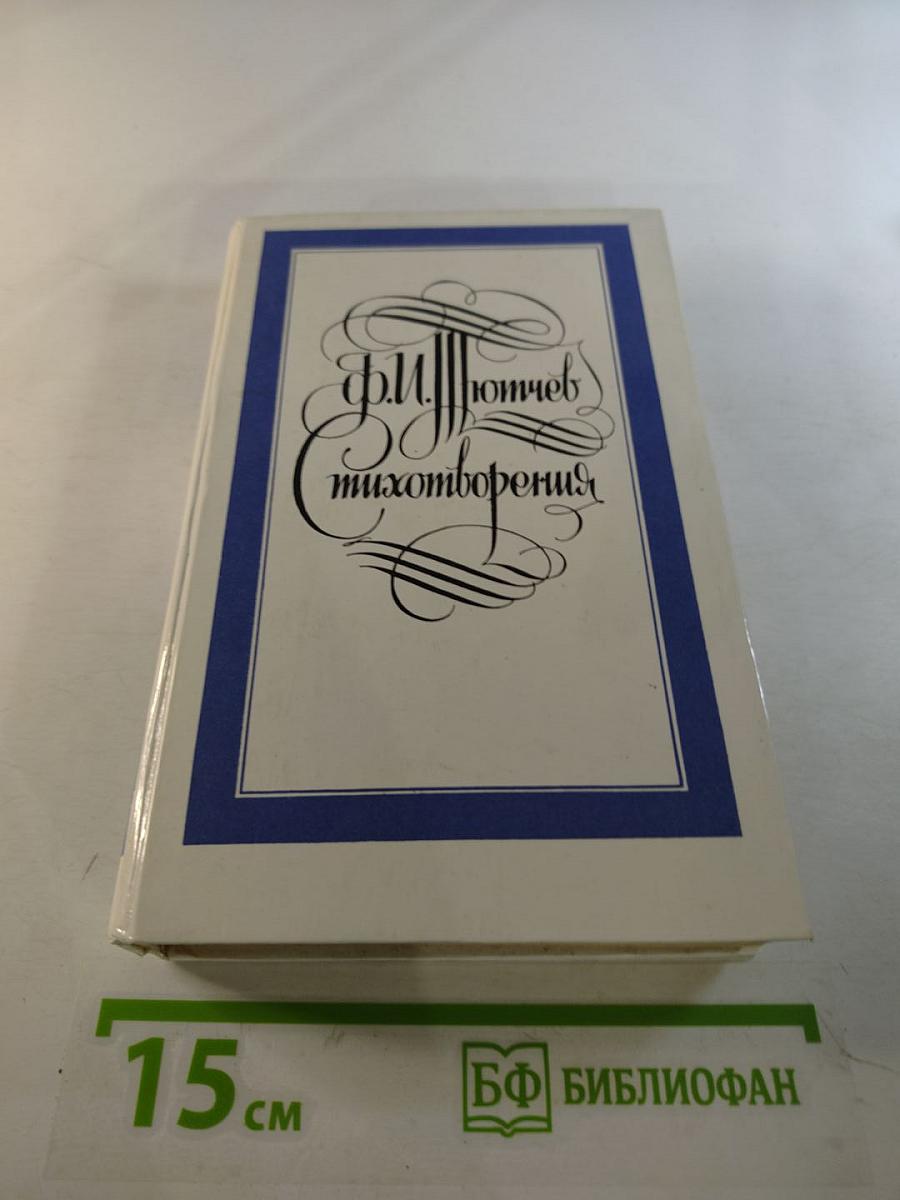 Ф.И. Тютчев
Стихотворения
15 см
БФ БИБЛИОФАН